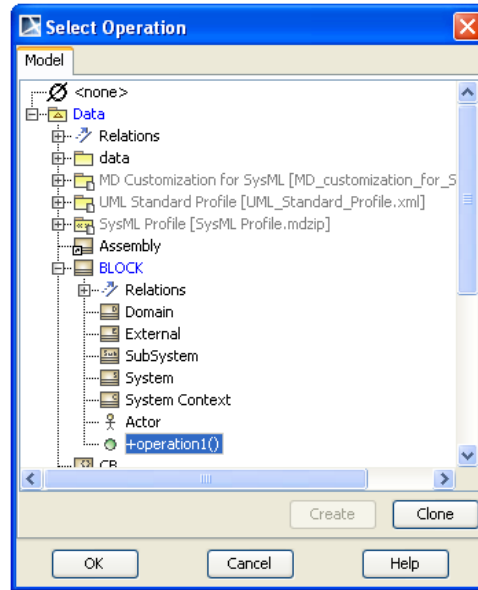 Select Operation
Model
<none>
Data
Relations
data
MD Customization for SysML [MD_customization_for_S
UML Standard Profile [UML_Standard_Profile.xml]
SysML Profile [SysML Profile.mdzip]
Assembly
BLOCK
Relations
Domain
External
SubSystem
System
System Context
Actor
+operation1()
CB
Create Clone
OK Cancel Help